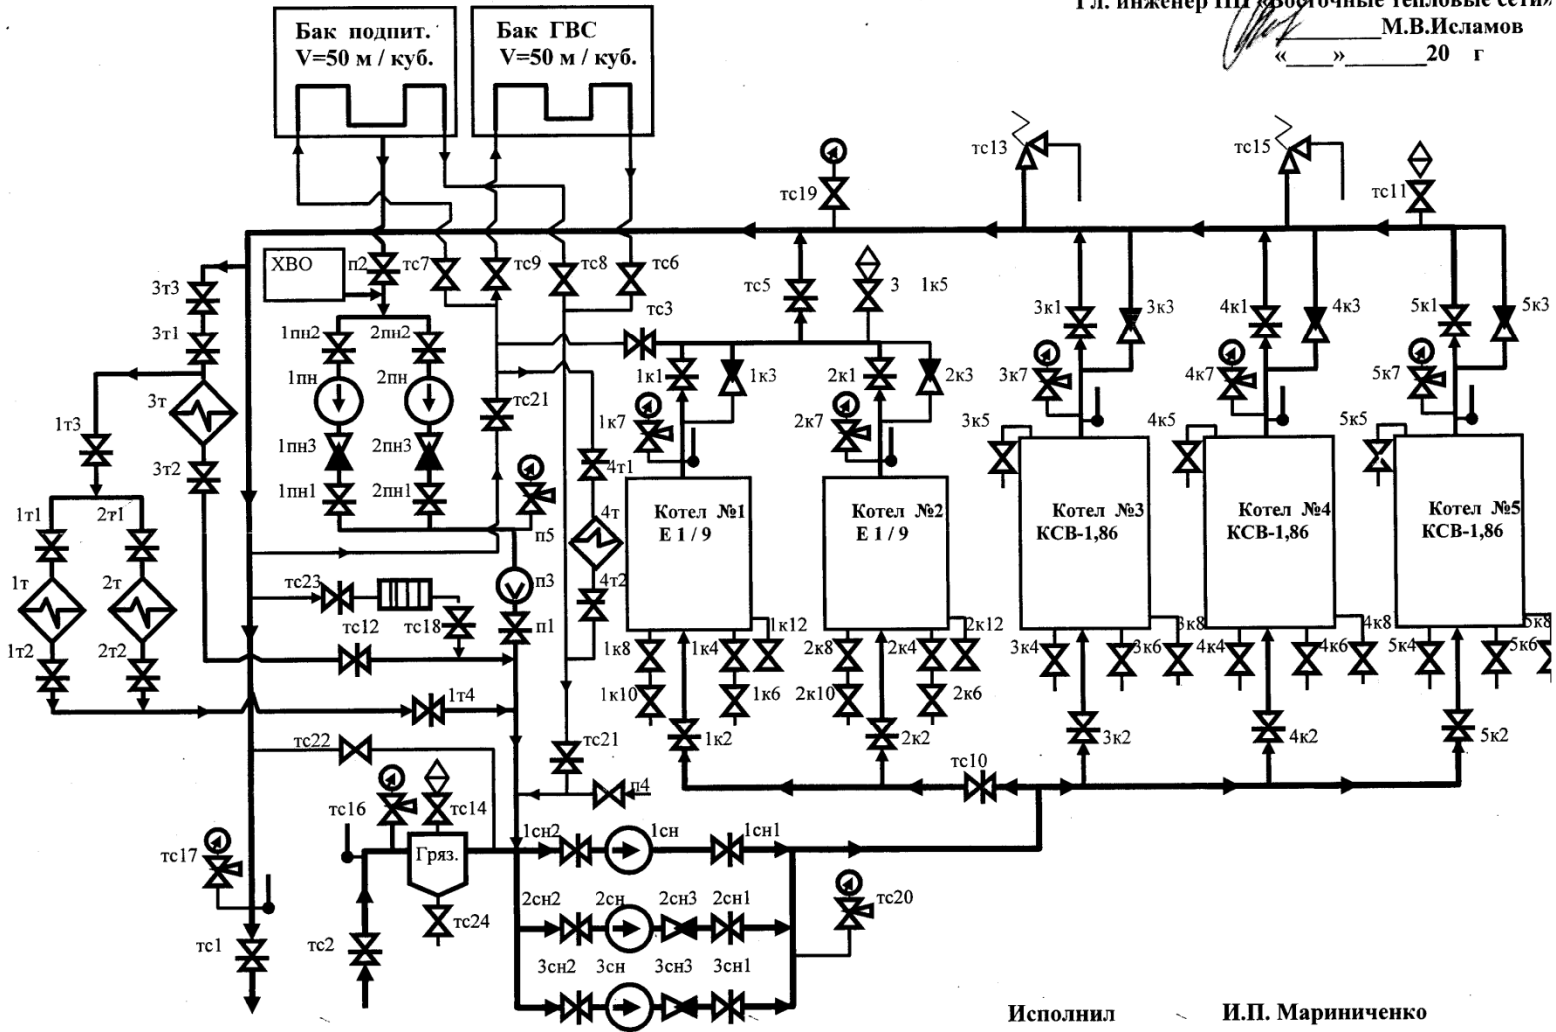 Гл. инженер ПП «Восточные тепловые сети»
М.В.Исламов
«____»_______20 г
Бак подпит.
V=50 м / куб.
Бак ГВС
V=50 м / куб.
тс13
тс15
тс19
тс11
ХВО
п2
тс7
тс9
тс8
тс6
тс5
3
1к5
3т3
3т1
1пн2
2пн2
тс3
3к1
3к3
4к1
4к3
5к1
5к3
1пн
2пн
3т
1к1
1к3
2к1
2к3
3к7
4к7
5к7
1т3
тс21
1к7
2к7
3к5
4к5
5к5
1пн3
2пн3
3т2
4т1
1пн1
2пн1
1т1
2т1
4т
п5
Котел №1
Е 1 / 9
Котел №2
Е 1 / 9
Котел №3
КСВ-1,86
Котел №4
КСВ-1,86
Котел №5
КСВ-1,86
1т
2т
тс23
п3
4т2
тс12
тс18
п1
1к12
2к12
3к8
4к8
5к8
1т2
2т2
1к8
1к4
2к8
2к4
3к4
3к6
4к4
4к6
5к4
5к6
1к10
1к6
2к10
2к6
1т4
тс22
тс21
1к2
2к2
3к2
4к2
5к2
тс10
п4
тс16
тс14
1сн2
1сн
1сн1
Гряз.
тс17
тс24
2сн2
2сн
2сн3
2сн1
тс20
тс1
тс2
3сн2
3сн
3сн3
3сн1
Исполнил И.П. Мариниченко